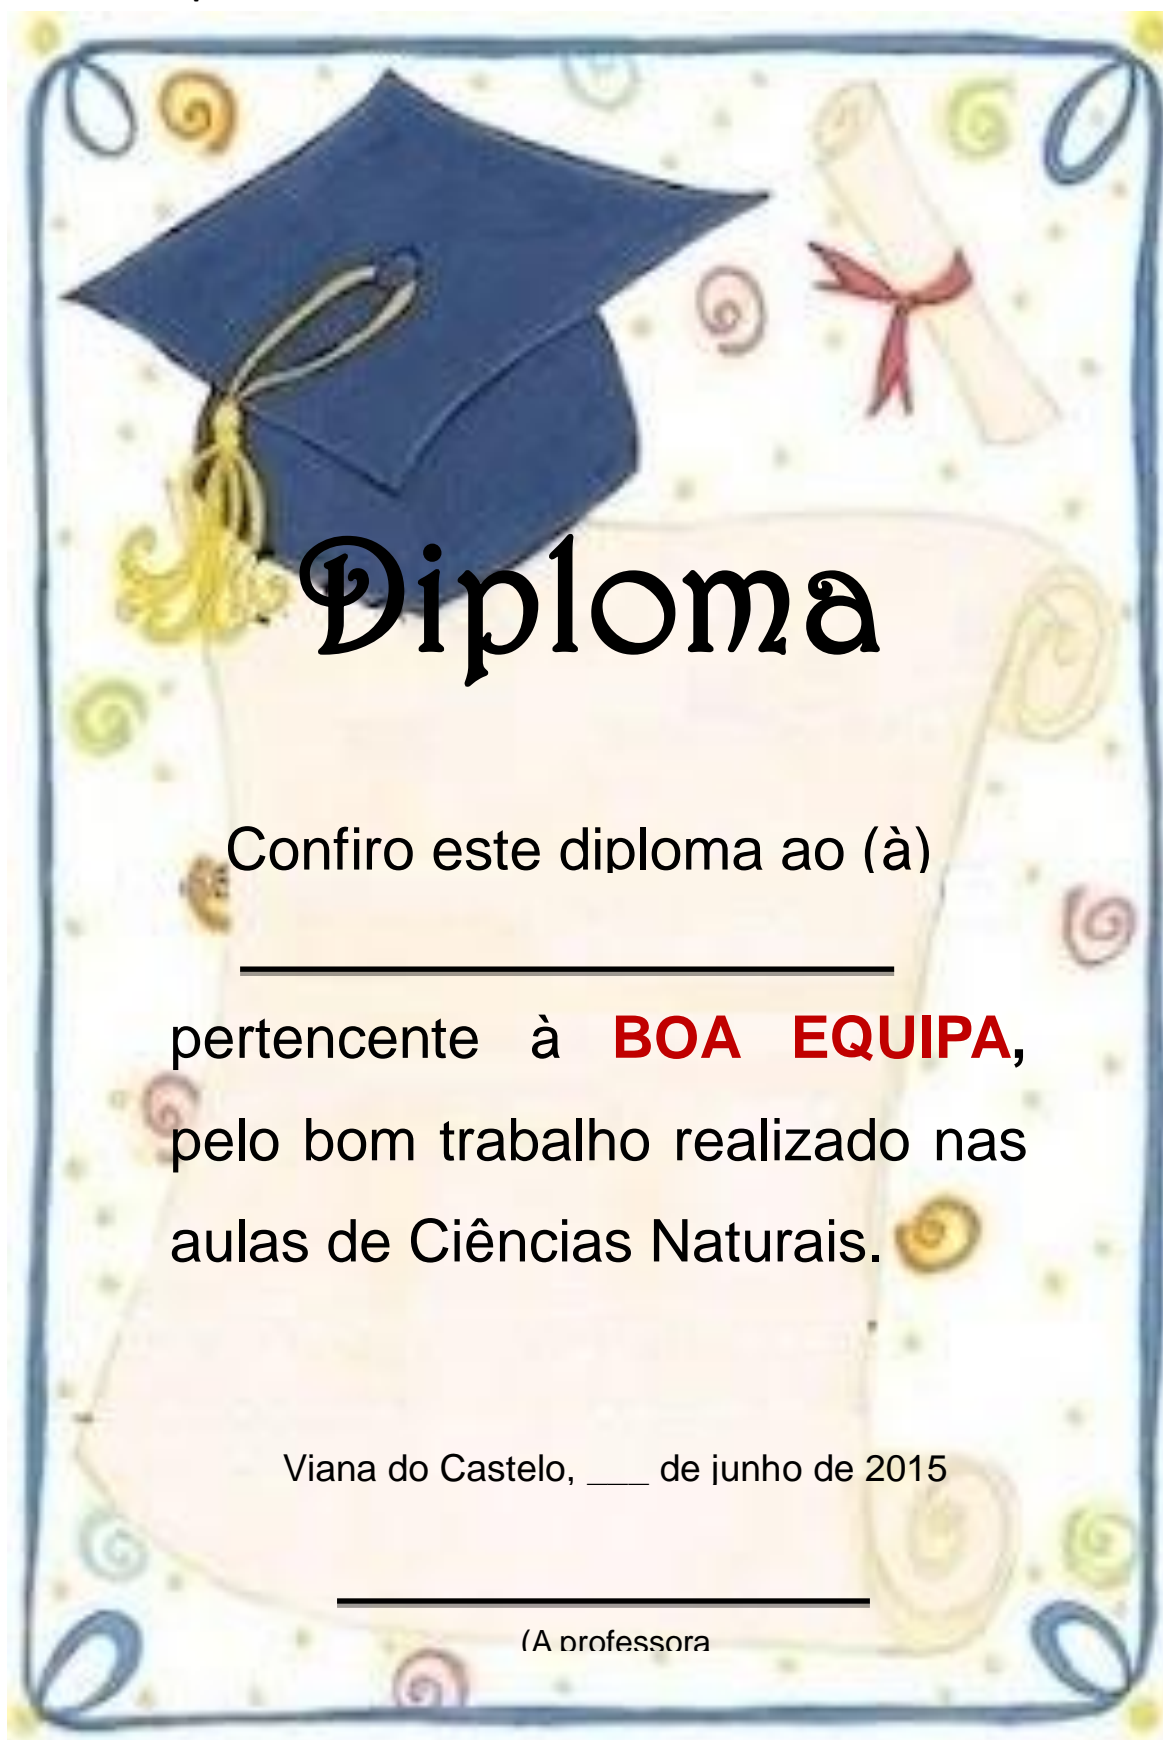 Diploma
Confiro este diploma ao (à)
pertencente à BOA EQUIPA,
pelo bom trabalho realizado nas
aulas de Ciências Naturais.
Viana do Castelo, ___ de junho de 2015
(A professora